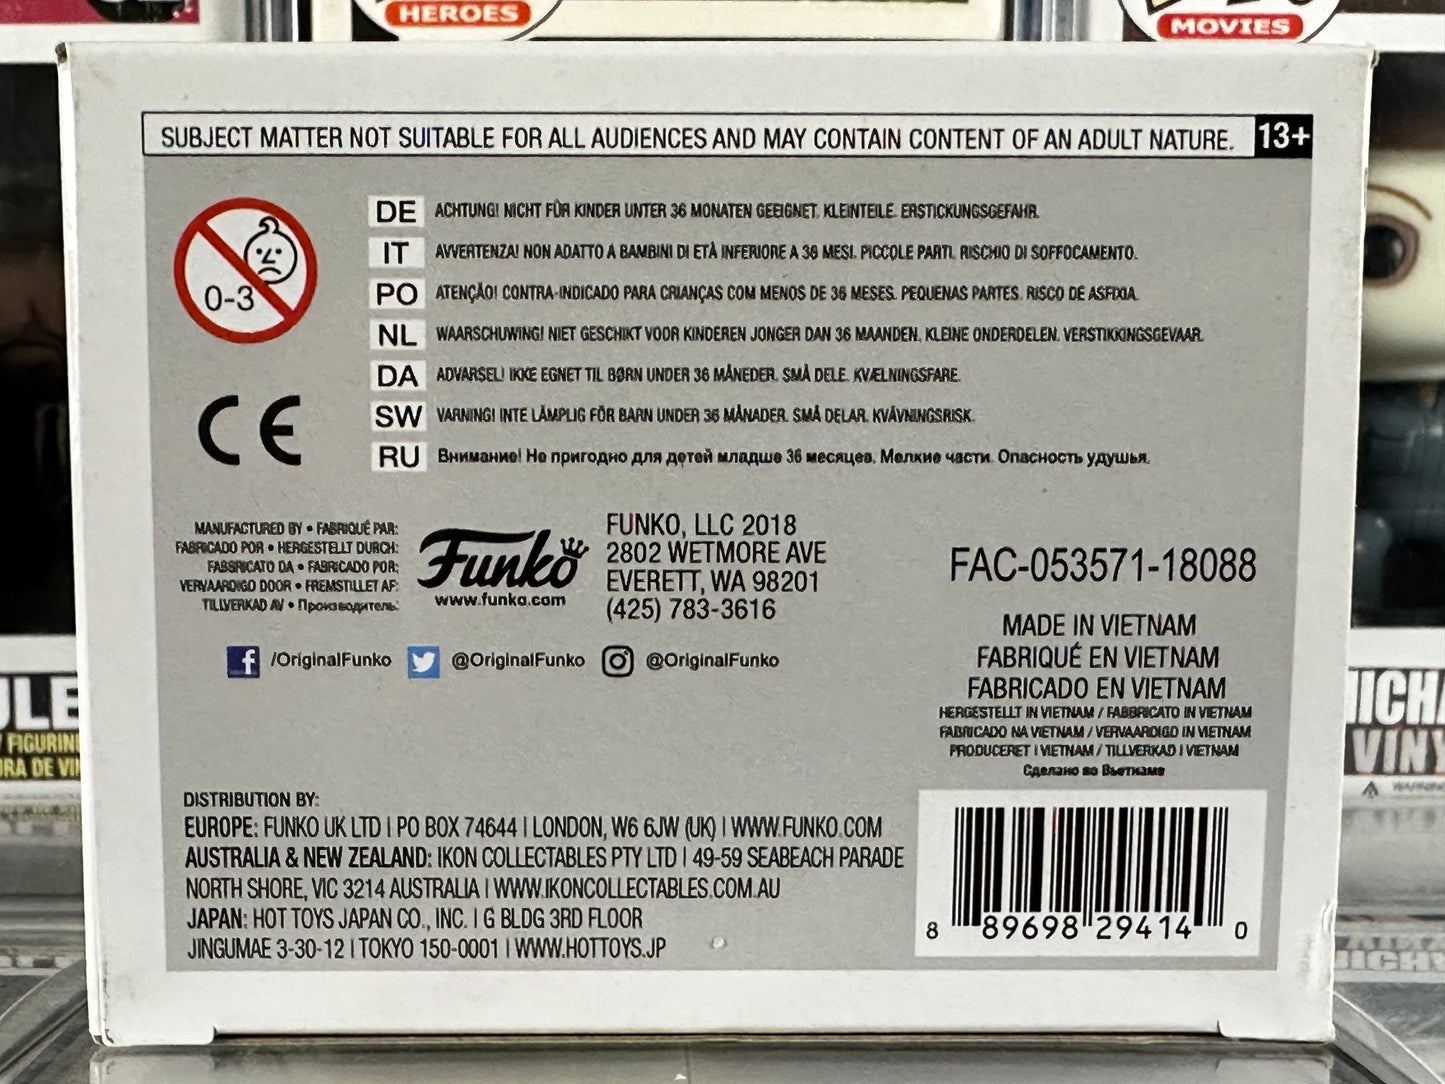 HEROES
MOVIES
SUBJECT MATTER NOT SUITABLE FOR ALL AUDIENCES AND MAY CONTAIN CONTENT OF AN ADULT NATURE. 13+
0-3
DE ACHTUNG! NICHT FÜR KINDER UNTER 36 MONATEN GEEIGNET. KLEINTEILE. ERSTICKUNGSGEFAHR.
IT AVVERTENZA! NON ADATTO A BAMBINI DI ETÀ INFERIORE A 36 MESI. PICCOLE PARTI. RISCHIO DI SOFFOCAMENTO.
PO ATENÇÃO! CONTRA-INDICADO PARA CRIANÇAS COM MENOS DE 36 MESES. PEQUENAS PARTES. RISCO DE ASFIXIA.
NL WAARSCHUWING! NIET GESCHIKT VOOR KINDEREN JONGER DAN 36 MAANDEN. KLEINE ONDERDELEN. VERSTIKKINGSGEVAAR.
DA ADVARSEL! IKKE EGNET TIL BØRN UNDER 36 MÅNEDER. SMÅ DELE. KVÆLNINGSFARE.
SW VARNING! INTE LÄMPLIG FÖR BARN UNDER 36 MÅNADER. SMÅ DELAR. KVÄVNINGSRISK.
RU Внимание! Не пригодно для детей младше 36 месяцев. Мелкие части. Опасность удушья.
CE
MANUFACTURED BY • FABRIQUÉ PAR:
FABRICADO POR • HERGESTELLT DURCH:
FABBRICATO DA • FABRICADO POR:
VERVAARDIGD DOOR • FREMSTILLET AF:
TILLVERKAD AV • Производитель:
Funko
www.funko.com
FUNKO, LLC 2018
2802 WETMORE AVE
EVERETT, WA 98201
(425) 783-3616
FAC-053571-18088
MADE IN VIETNAM
FABRIQUÉ EN VIETNAM
FABRICADO EN VIETNAM
HERGESTELLT IN VIETNAM / FABBRICATO IN VIETNAM
FABRICADO NA VIETNAM / VERVAARDIGD IN VIETNAM
PRODUCERET I VIETNAM / TILLVERKAD I VIETNAM
Сделано во Вьетнаме
f /OriginalFunko @OriginalFunko @OriginalFunko
DISTRIBUTION BY:
EUROPE: FUNKO UK LTD | PO BOX 74644 | LONDON, W6 6JW (UK) | WWW.FUNKO.COM
AUSTRALIA & NEW ZEALAND: IKON COLLECTABLES PTY LTD | 49-59 SEABEACH PARADE
NORTH SHORE, VIC 3214 AUSTRALIA | WWW.IKONCOLLECTABLES.COM.AU
JAPAN: HOT TOYS JAPAN CO., INC. | G BLDG 3RD FLOOR
JINGUMAE 3-30-12 | TOKYO 150-0001 | WWW.HOTTOYS.JP
8 89698 29414 0